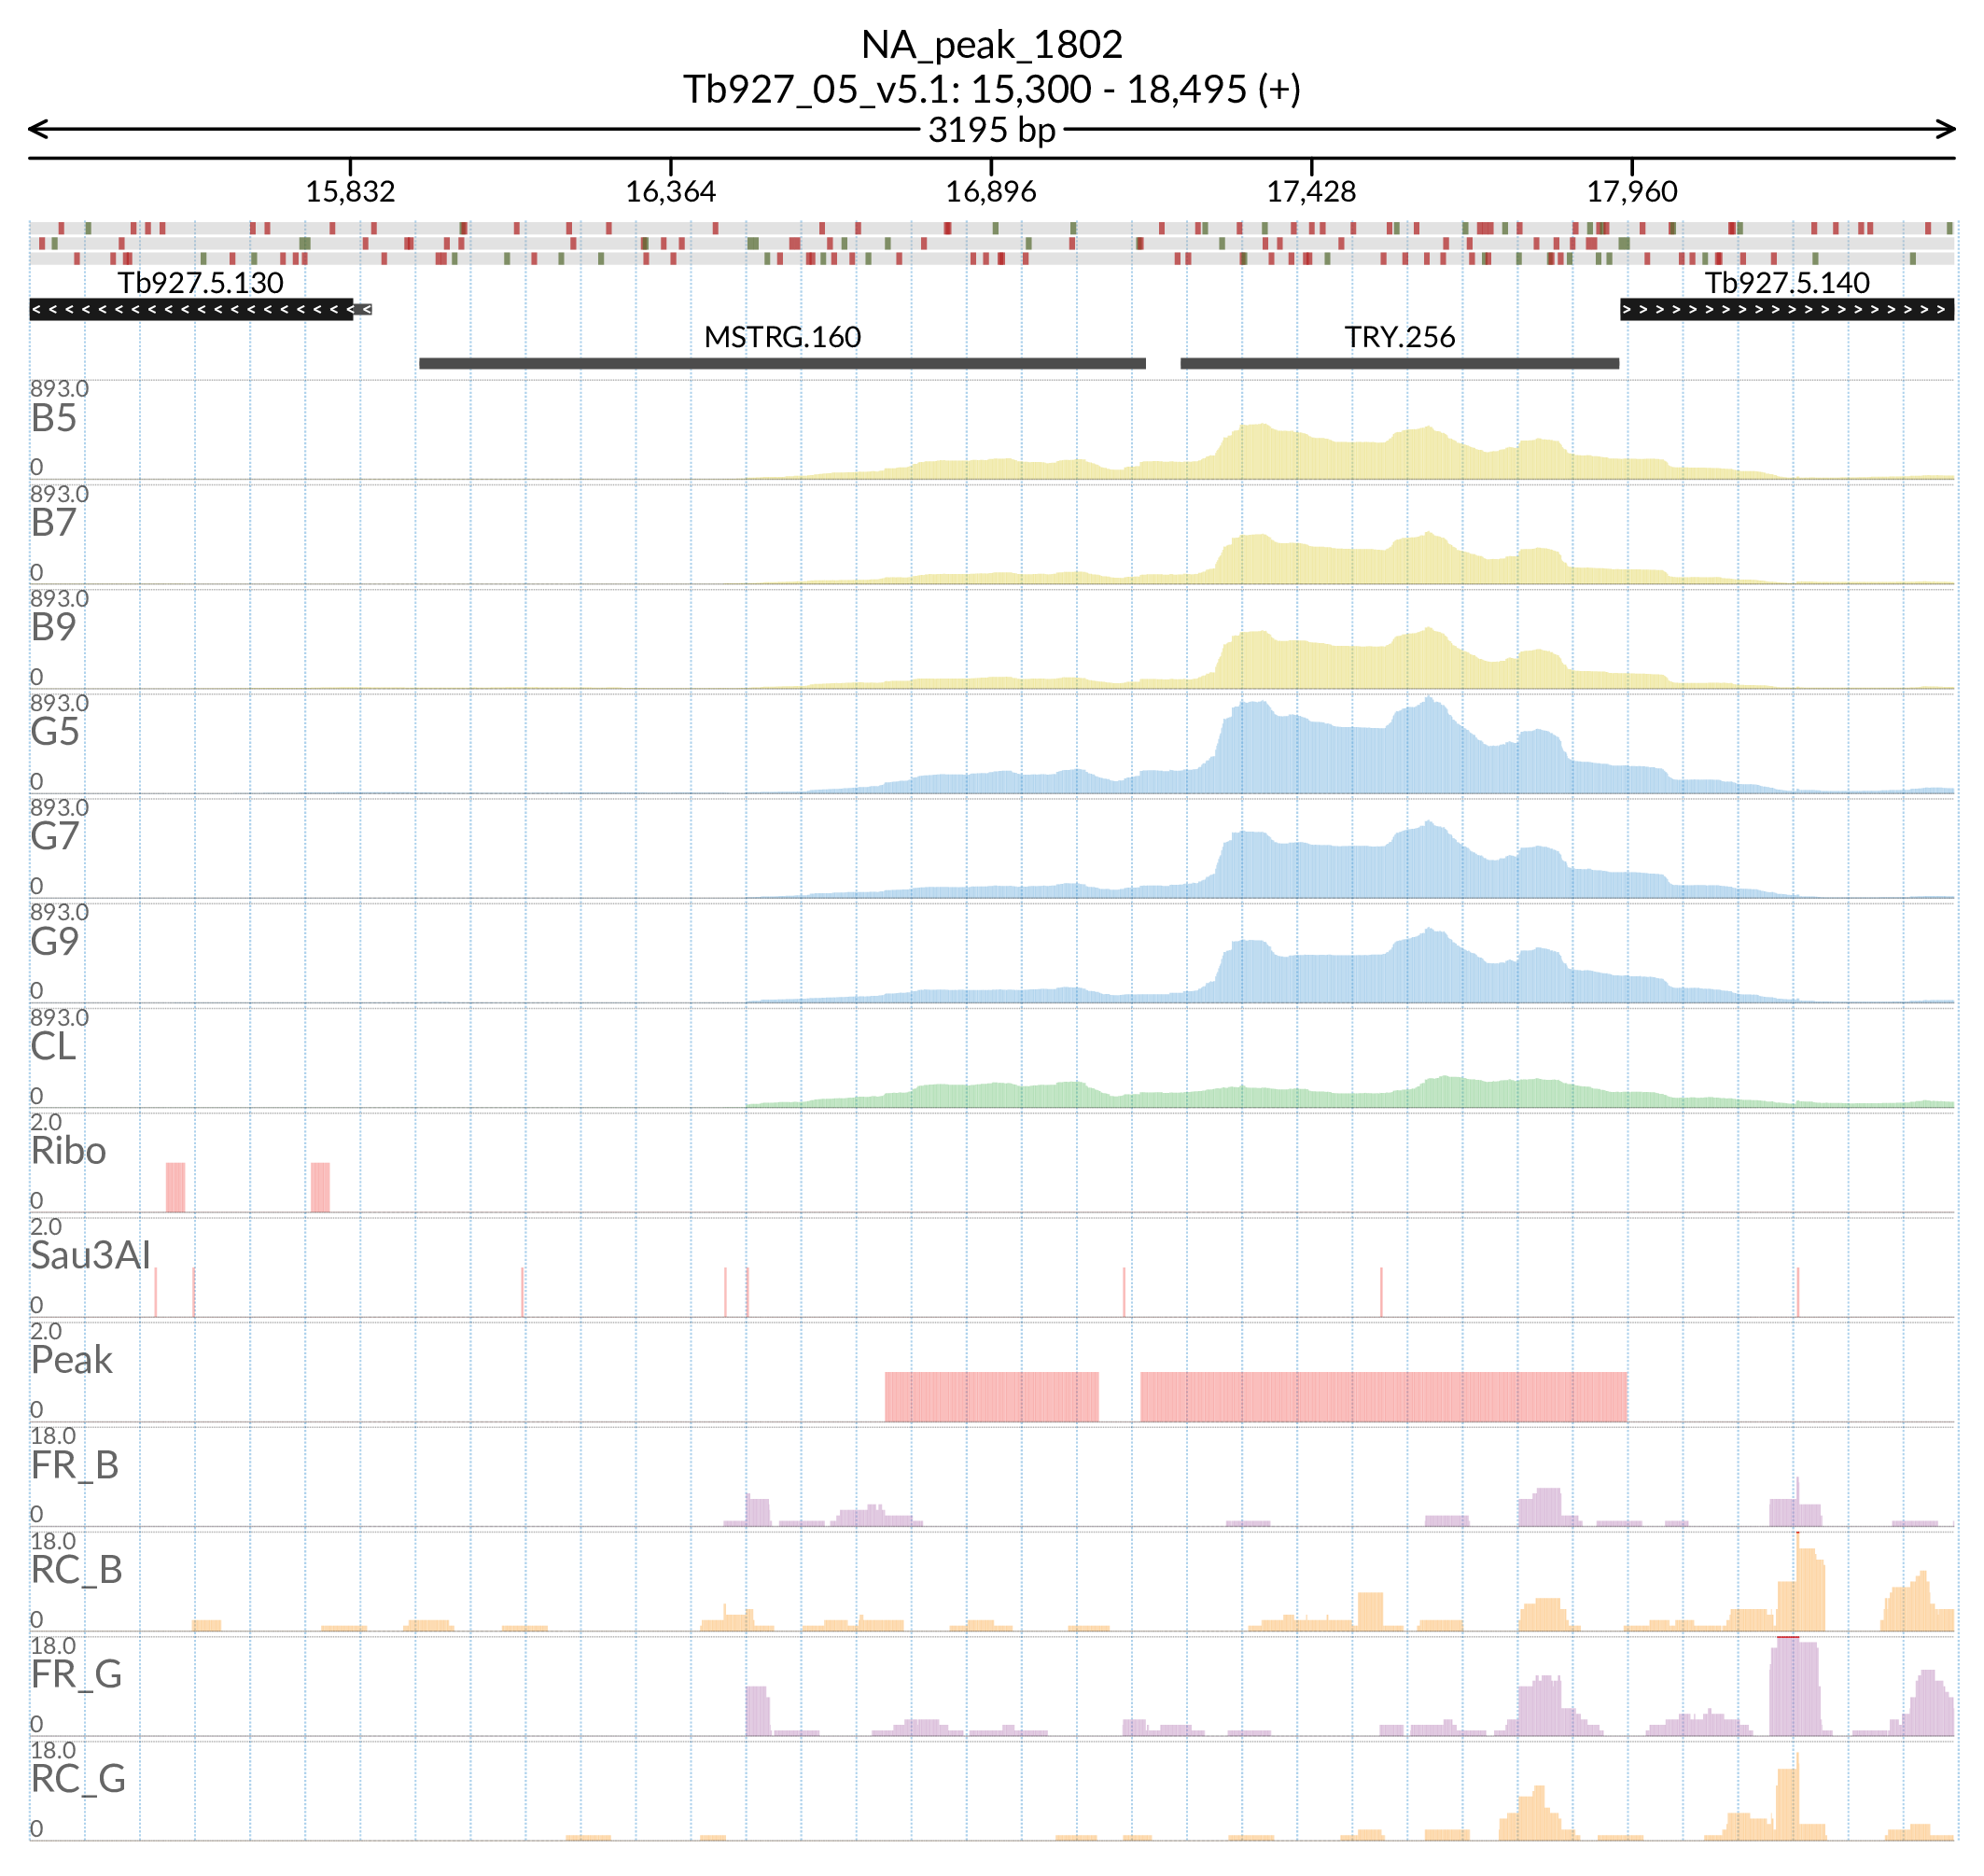 NA_peak_1802
Tb927_05_v5.1: 15,300 - 18,495 (+)
3195 bp
15,832 16,364 16,896 17,428 17,960
Tb927.5.130 Tb927.5.140
MSTRG.160 TRY.256
893.0
B5
0
893.0
B7
0
893.0
B9
0
893.0
G5
0
893.0
G7
0
893.0
G9
0
893.0
CL
0
2.0
Ribo
0
2.0
Sau3AI
0
2.0
Peak
0
18.0
FR_B
0
18.0
RC_B
0
18.0
FR_G
0
18.0
RC_G
0